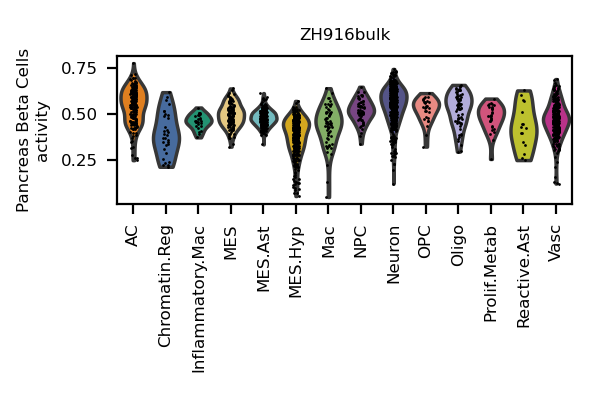 ZH916bulk
Pancreas Beta Cells
activity
0.75
0.50
0.25
AC
Chromatin.Reg
Inflammatory.Mac
MES
MES.Ast
MES.Hyp
Mac
NPC
Neuron
OPC
Oligo
Prolif.Metab
Reactive.Ast
Vasc